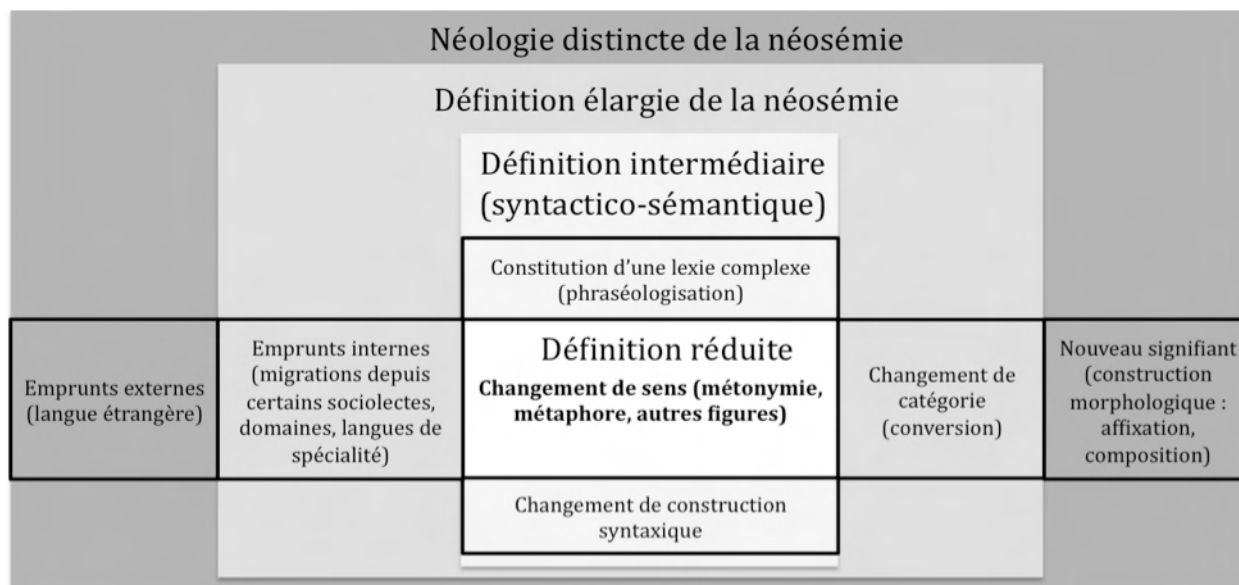 Néologie distincte de la néosémie
Définition élargie de la néosémie
Définition intermédiaire
(syntactico-sémantique)
Constitution d'une lexie complexe
(phraséologisation)
Emprunts externes
(langue étrangère)
Emprunts internes
(migrations depuis
certains sociolectes,
domaines, langues de
spécialité)
Définition réduite
Changement de sens (métonymie,
métaphore, autres figures)
Changement de
catégorie
(conversion)
Nouveau signifiant
(construction
morphologique :
affixation,
composition)
Changement de construction
syntaxique